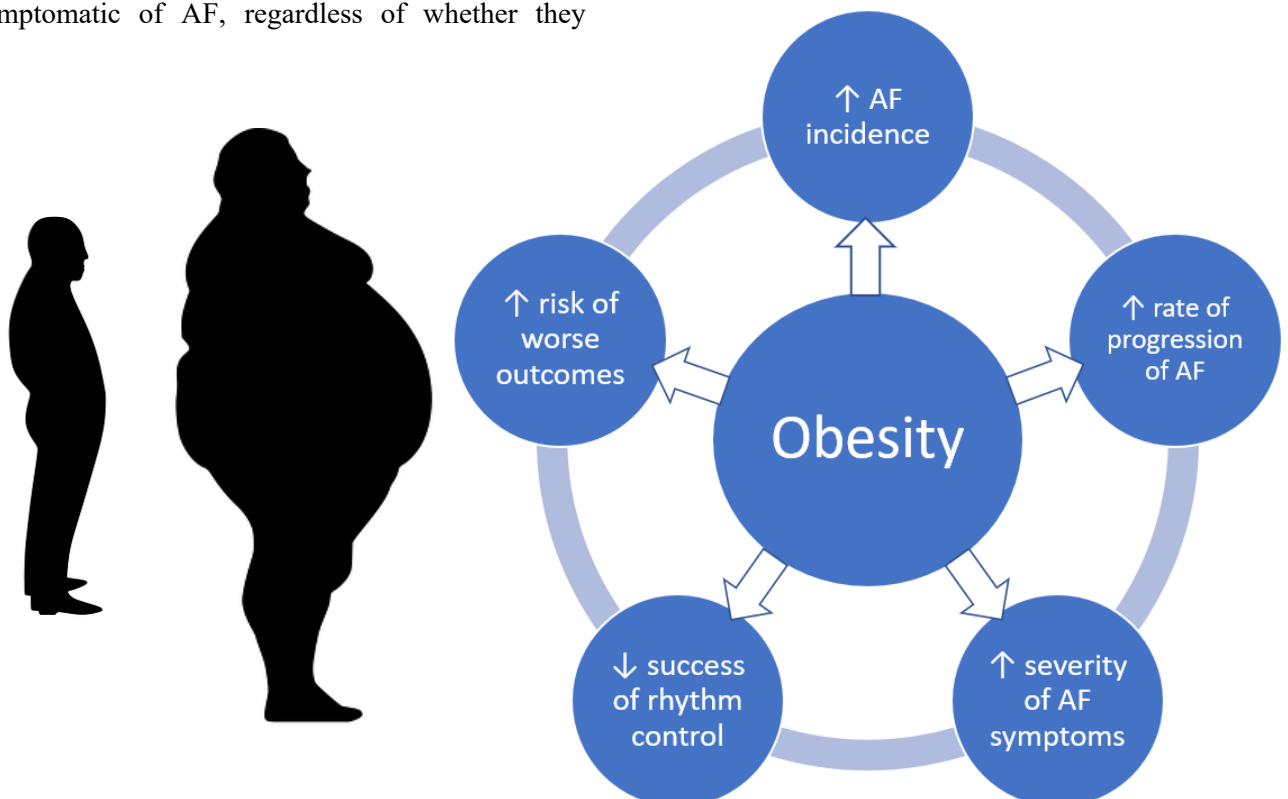 of AF, regardless of whether they
↑ AF
incidence
↑ rate of
progression
of AF
↑ severity
of AF
symptoms
↓ success
of rhythm
control
↑ risk of
worse
outcomes
Obesity